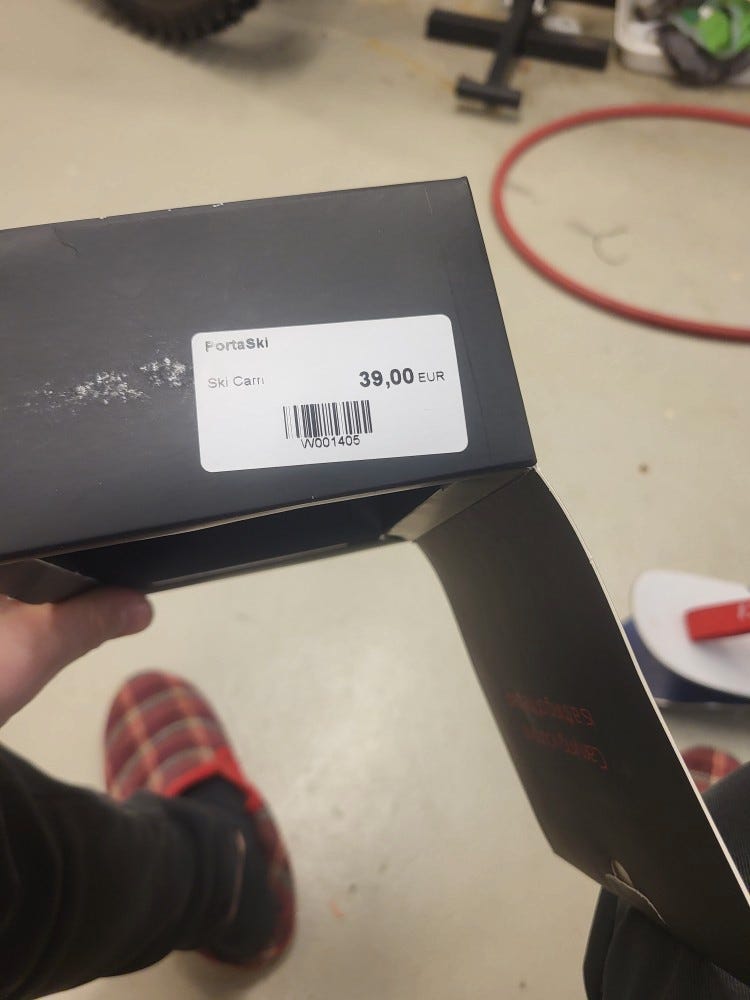 PortaSki
Ski Carri
39,00 EUR
W001405